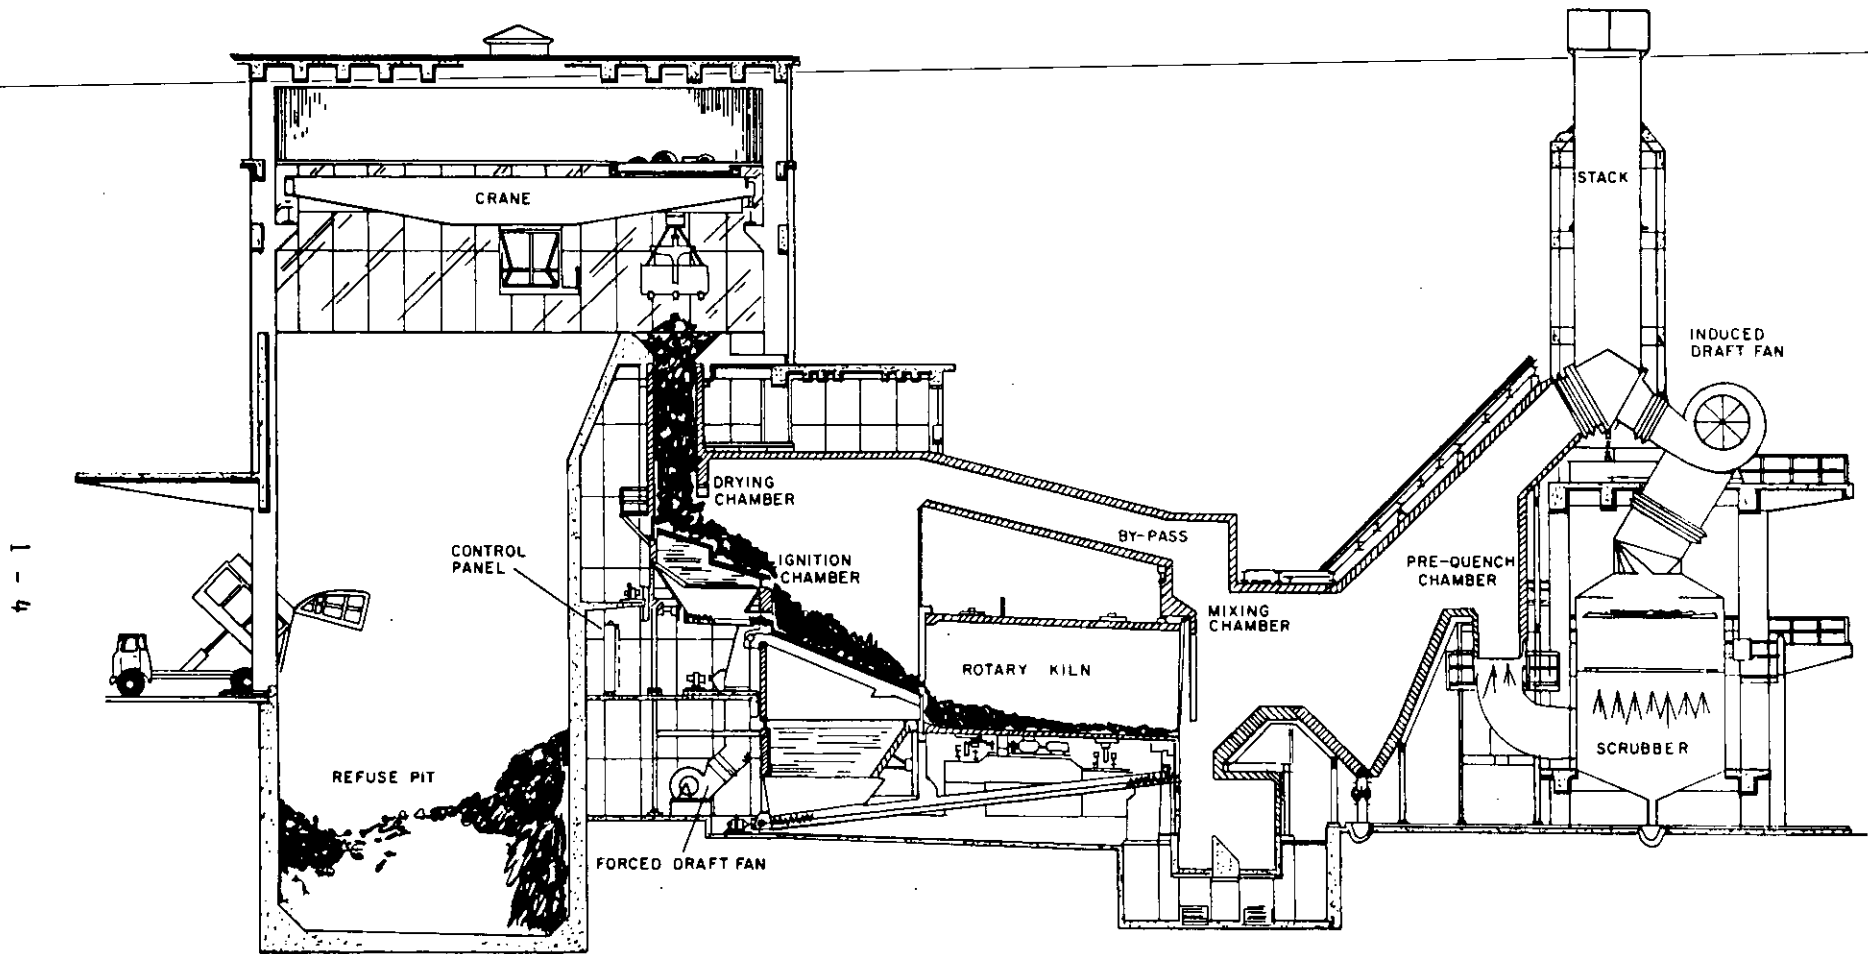 CRANE
STACK
INDUCED
DRAFT FAN
DRYING
CHAMBER
BY-PASS
CONTROL
PANEL
IGNITION
CHAMBER
PRE-QUENCH
CHAMBER
MIXING
CHAMBER
ROTARY KILN
SCRUBBER
REFUSE PIT
FORCED DRAFT FAN
1-4